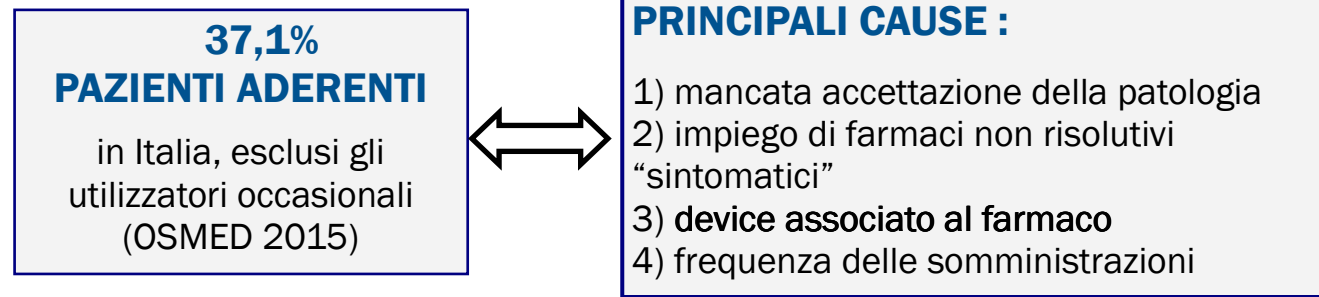 37,1%
PAZIENTI ADERENTI
in Italia, esclusi gli
utilizzatori occasionali
(OSMED 2015)
PRINCIPALI CAUSE :
1) mancata accettazione della patologia
2) impiego di farmaci non risolutivi
“sintomatici”
3) device associato al farmaco
4) frequenza delle somministrazioni